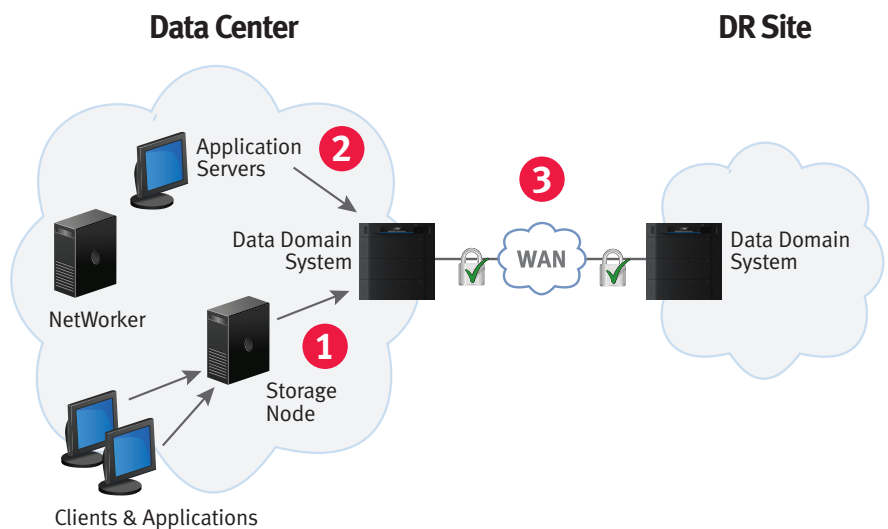 Data Center
DR Site
Application
Servers
2
3
Data Domain
System
WAN
Data Domain
System
NetWorker
1
Storage
Node
Clients & Applications